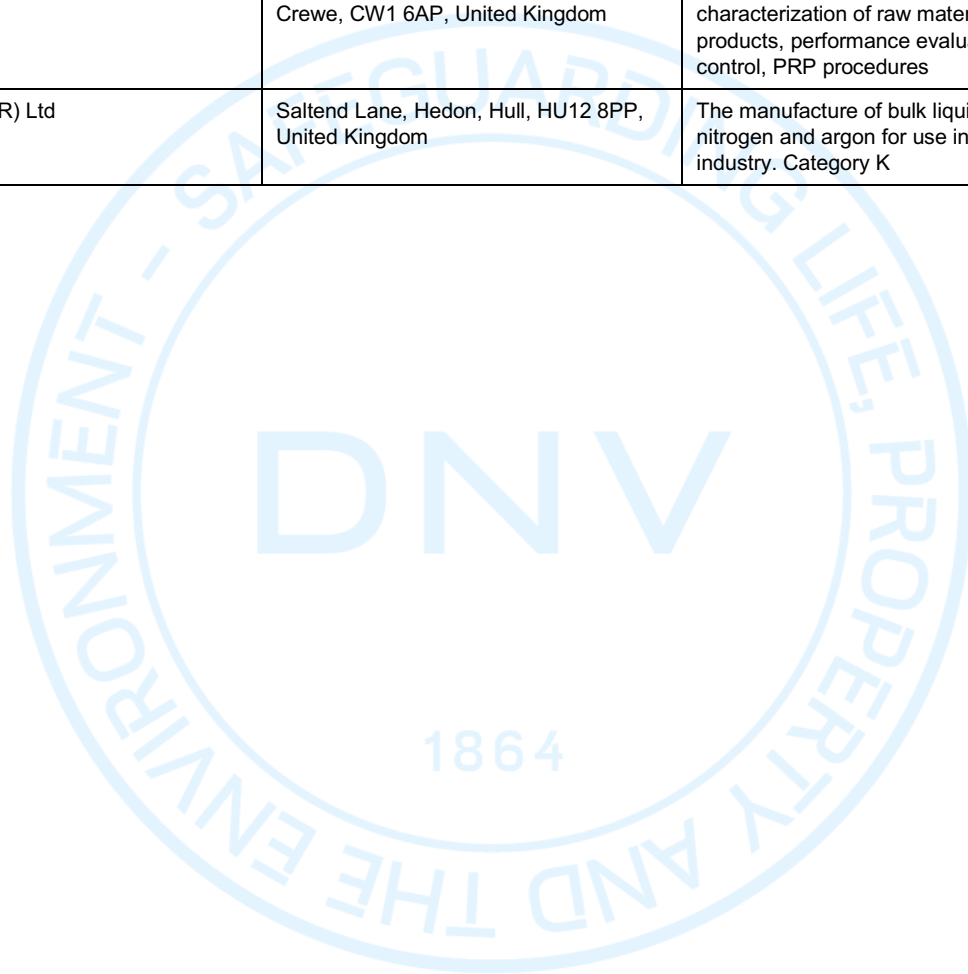 Crewe, CW1 6AP, United Kingdom
characterization of raw mater
products, performance evalua
control, PRP procedures
R) Ltd
Saltend Lane, Hedon, Hull, HU12 8PP,
United Kingdom
The manufacture of bulk liqui
nitrogen and argon for use in
industry. Category K
SAFEGUARDING LIFE, PROPERTY AND THE ENVIRONMENT -
DNV
1864